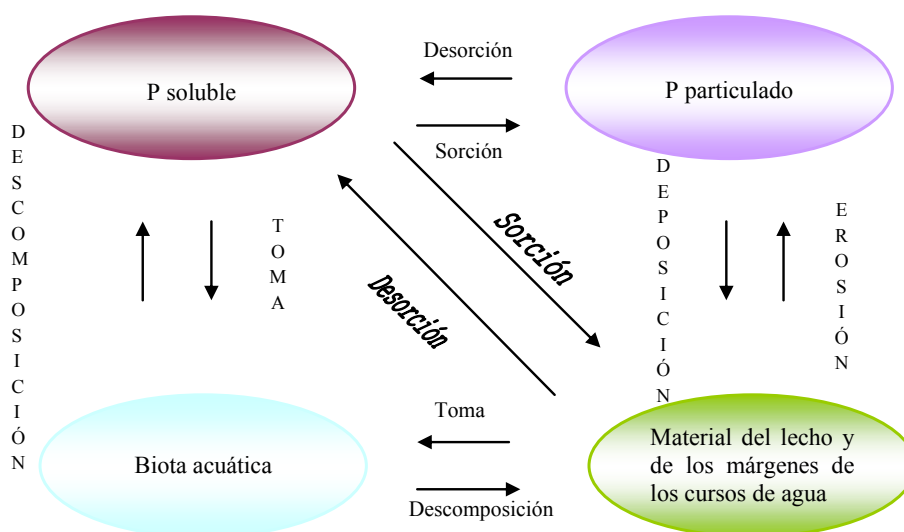 Desorción
P soluble
P particulado
Sorción
DESCOMPOSICIÓN
TOMA
Sorción
Desorción
DEPOSICIÓN
EROSIÓN
Toma
Biota acuática
Material del lecho y
de los márgenes de
los cursos de agua
Descomposición